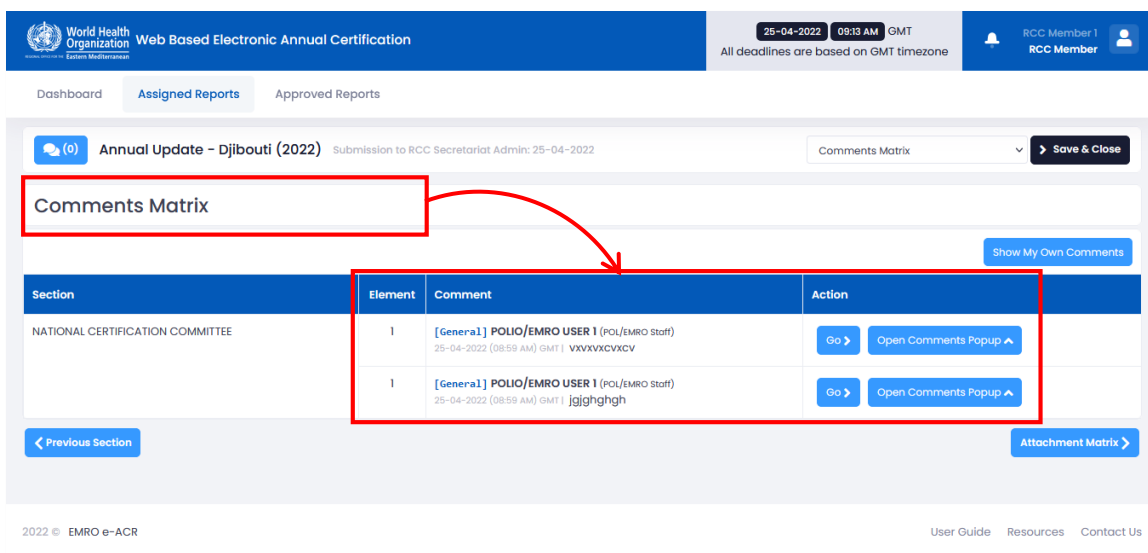 World Health
Organization
REGIONAL OFFICE FOR THE Eastern Mediterranean
Web Based Electronic Annual Certification
25-04-2022 09:13 AM GMT
All deadlines are based on GMT timezone
RCC Member 1
RCC Member
Dashboard Assigned Reports Approved Reports
(0) Annual Update - Djibouti (2022) Submission to RCC Secretariat Admin: 25-04-2022 Comments Matrix Save & Close
Comments Matrix
Show My Own Comments
Section Element Comment Action
NATIONAL CERTIFICATION COMMITTEE 1 [General] POLIO/EMRO USER 1 (POL/EMRO Staff)
25-04-2022 (08:59 AM) GMT | VXVXVXCVXCV
Go Open Comments Popup
1 [General] POLIO/EMRO USER 1 (POL/EMRO Staff)
25-04-2022 (08:59 AM) GMT | jgjghghgh
Go Open Comments Popup
Previous Section Attachment Matrix
2022 © EMRO e-ACR User Guide Resources Contact Us